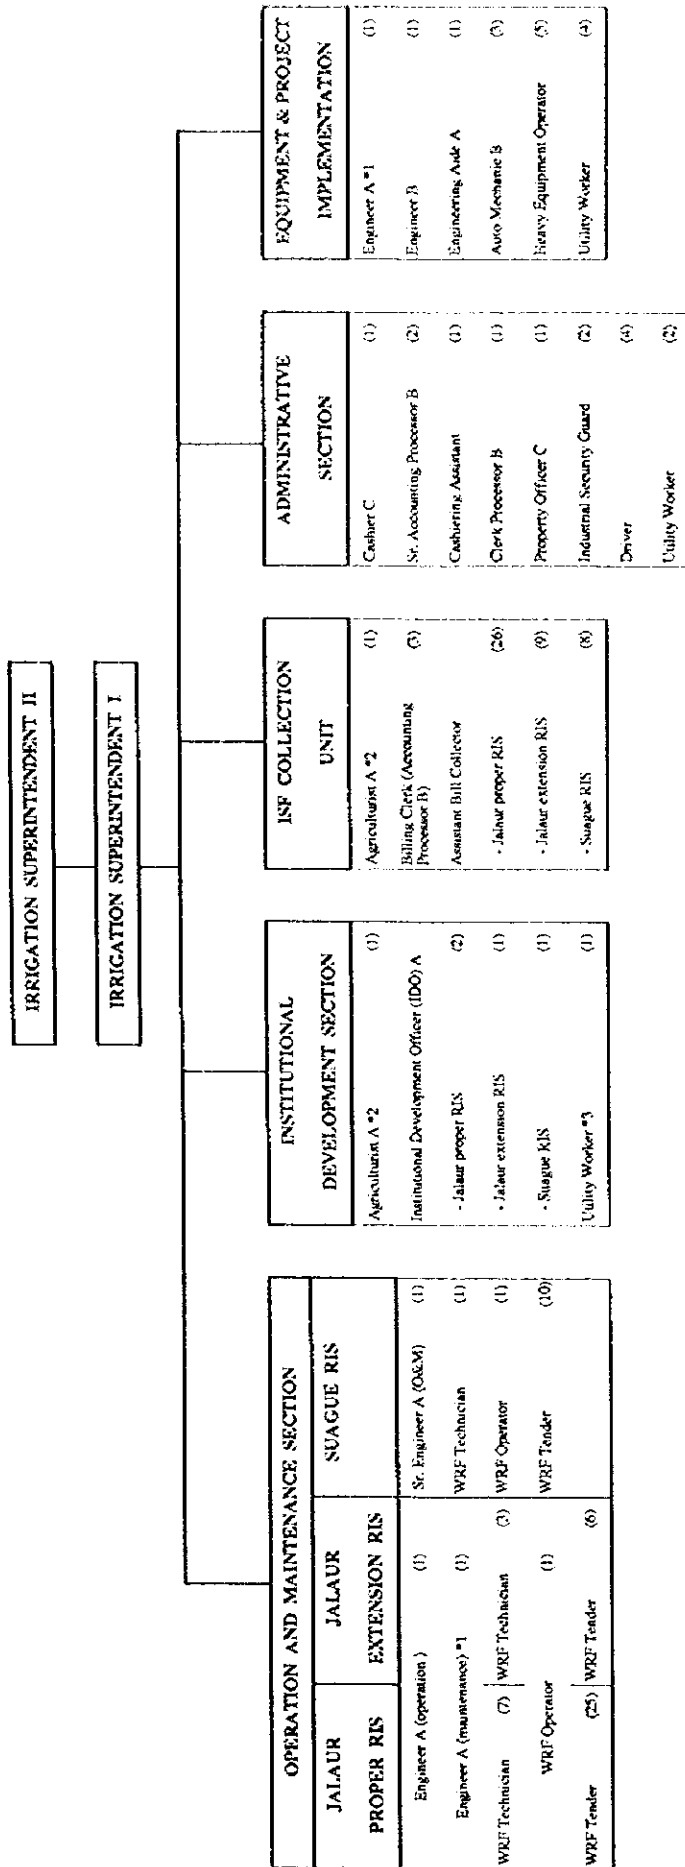 IRRIGATION SUPERINTENDENT II
IRRIGATION SUPERINTENDENT I
OPERATION AND MAINTENANCE SECTION
JALAUR
PROPER RIS
JALAUR
EXTENSION RIS
SUAGUE RIS
Engineer A (operation ) (1)
Engineer A (maintenance) *1 (1)
WRF Technician (7)
WRF Technician (3)
WRF Operator (1)
WRF Tender (25)
WRF Tender (6)
Sr. Engineer A (O&M) (1)
WRF Technician (1)
WRF Operator (1)
WRF Tender (10)
INSTITUTIONAL
DEVELOPMENT SECTION
Agriculturist A *2 (1)
Institutional Development Officer (IDO) A
- Jalaur proper RIS (2)
- Jalaur extension RIS (1)
- Suague RIS (1)
Utility Worker *3 (1)
ISF COLLECTION
UNIT
Agriculturist A *2 (1)
Billing Clerk (Accounting (3)
Processor B)
Assistant Bill Collector
- Jalaur proper RIS (26)
- Jalaur extension RIS (9)
- Suague RIS (8)
ADMINISTRATIVE
SECTION
Cashier C (1)
Sr. Accounting Processor B (2)
Cashiering Assistant (1)
Clerk Processor B (1)
Property Officer C (1)
Industrial Security Guard (2)
Driver (4)
Utility Worker (2)
EQUIPMENT & PROJECT
IMPLEMENTATION
Engineer A *1 (1)
Engineer B (1)
Engineering Aide A (1)
Auto Mechanic B (3)
Heavy Equipment Operator (5)
Utility Worker (4)